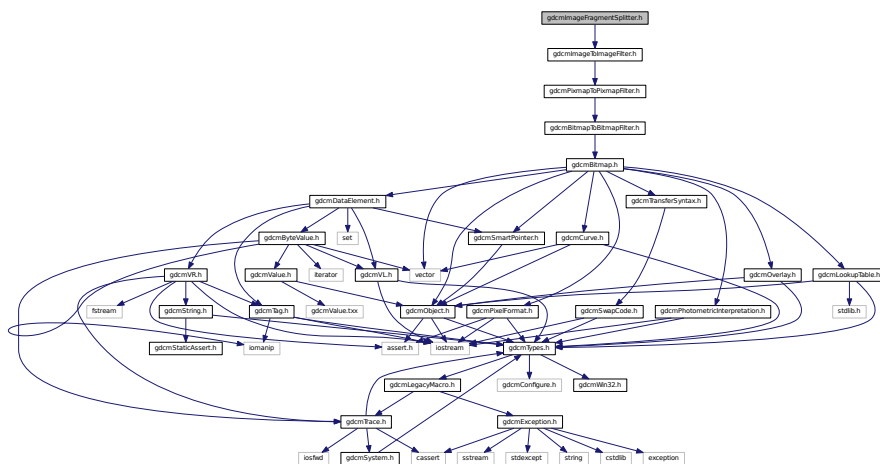 gdcmImageFragmentSplitter.h
gdcmImageToImageFilter.h
gdcmPixmapToPixmapFilter.h
gdcmBitmapToBitmapFilter.h
gdcmBitmap.h
gdcmDataElement.h
gdcmTransferSyntax.h
gdcmByteValue.h
set
gdcmSmartPointer.h
gdcmCurve.h
gdcmVR.h
gdcmValue.h
iterator
gdcmVL.h
vector
gdcmOverlay.h
gdcmLookupTable.h
fstream
gdcmString.h
gdcmTag.h
gdcmValue.txx
gdcmObject.h
gdcmPixelFormat.h
gdcmSwapCode.h
gdcmPhotometricInterpretation.h
stdlib.h
gdcmStaticAssert.h
iomanip
assert.h
iostream
gdcmTypes.h
gdcmLegacyMacro.h
gdcmConfigure.h
gdcmWin32.h
gdcmTrace.h
gdcmException.h
iosfwd
gdcmSystem.h
cassert
sstream
stdexcept
string
cstdlib
exception